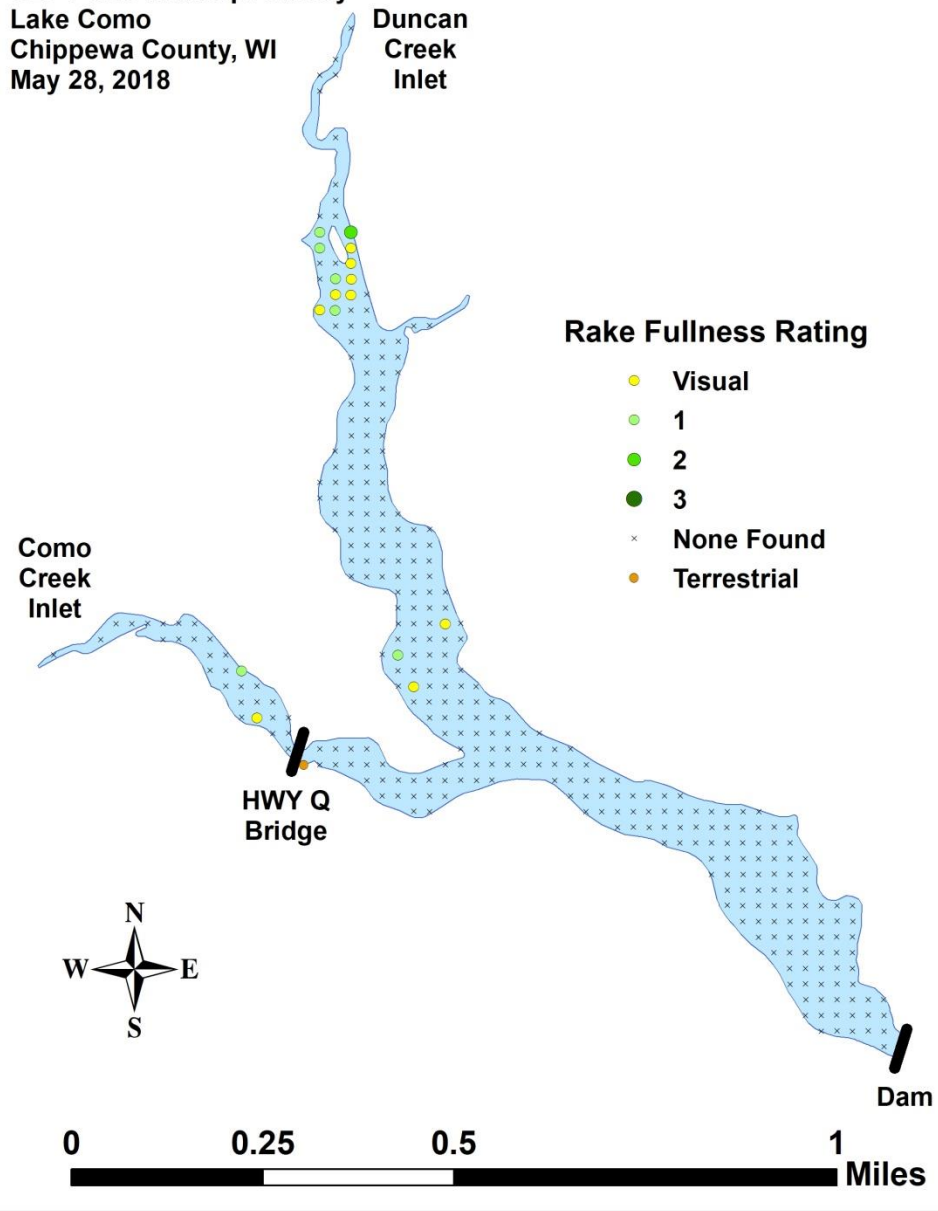 Lake Como
Chippewa County, WI
May 28, 2018
Duncan
Creek
Inlet
Rake Fullness Rating
Visual
1
2
3
None Found
Terrestrial
Como
Creek
Inlet
HWY Q
Bridge
N
W E
S
Dam
0 0.25 0.5 1
Miles